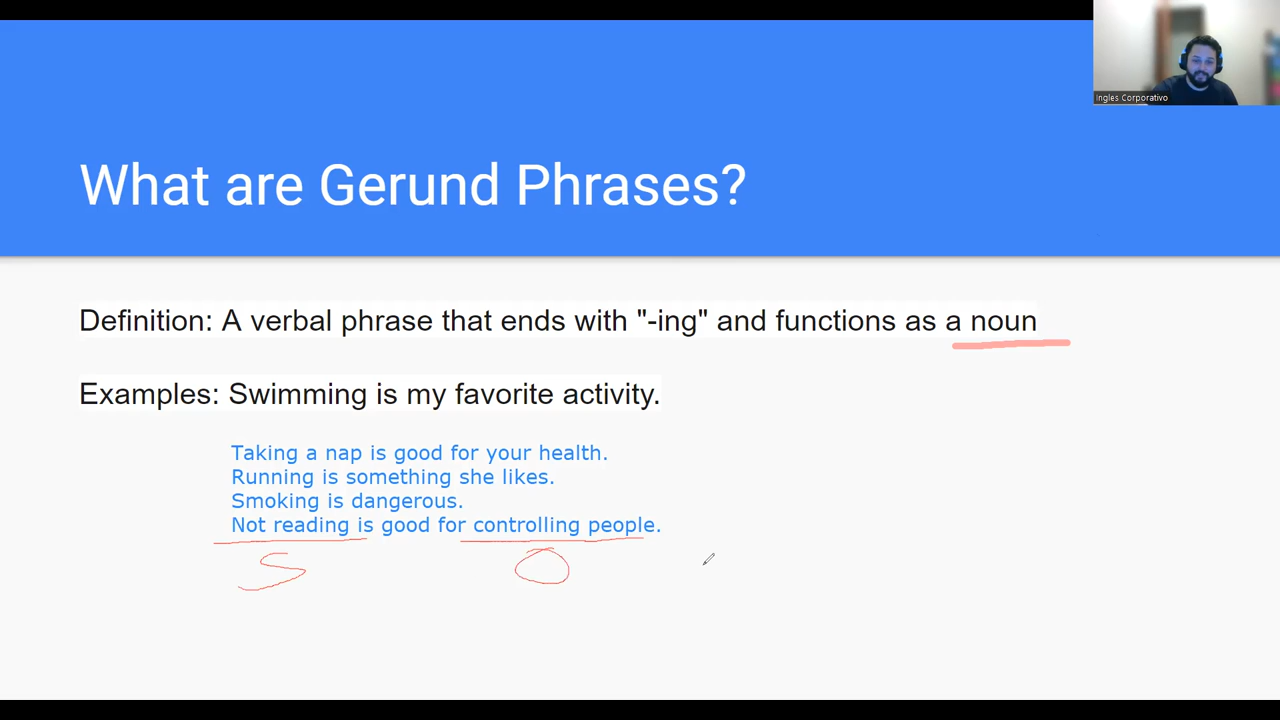 Ingles Corporativo
What are Gerund Phrases?
Definition: A verbal phrase that ends with "-ing" and functions as a noun
Examples: Swimming is my favorite activity.
Taking a nap is good for your health.
Running is something she likes.
Smoking is dangerous.
Not reading is good for controlling people.
S O